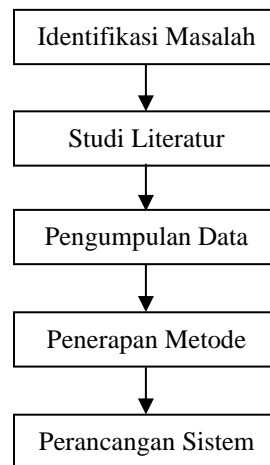 Identifikasi Masalah
Studi Literatur
Pengumpulan Data
Penerapan Metode
Perancangan Sistem